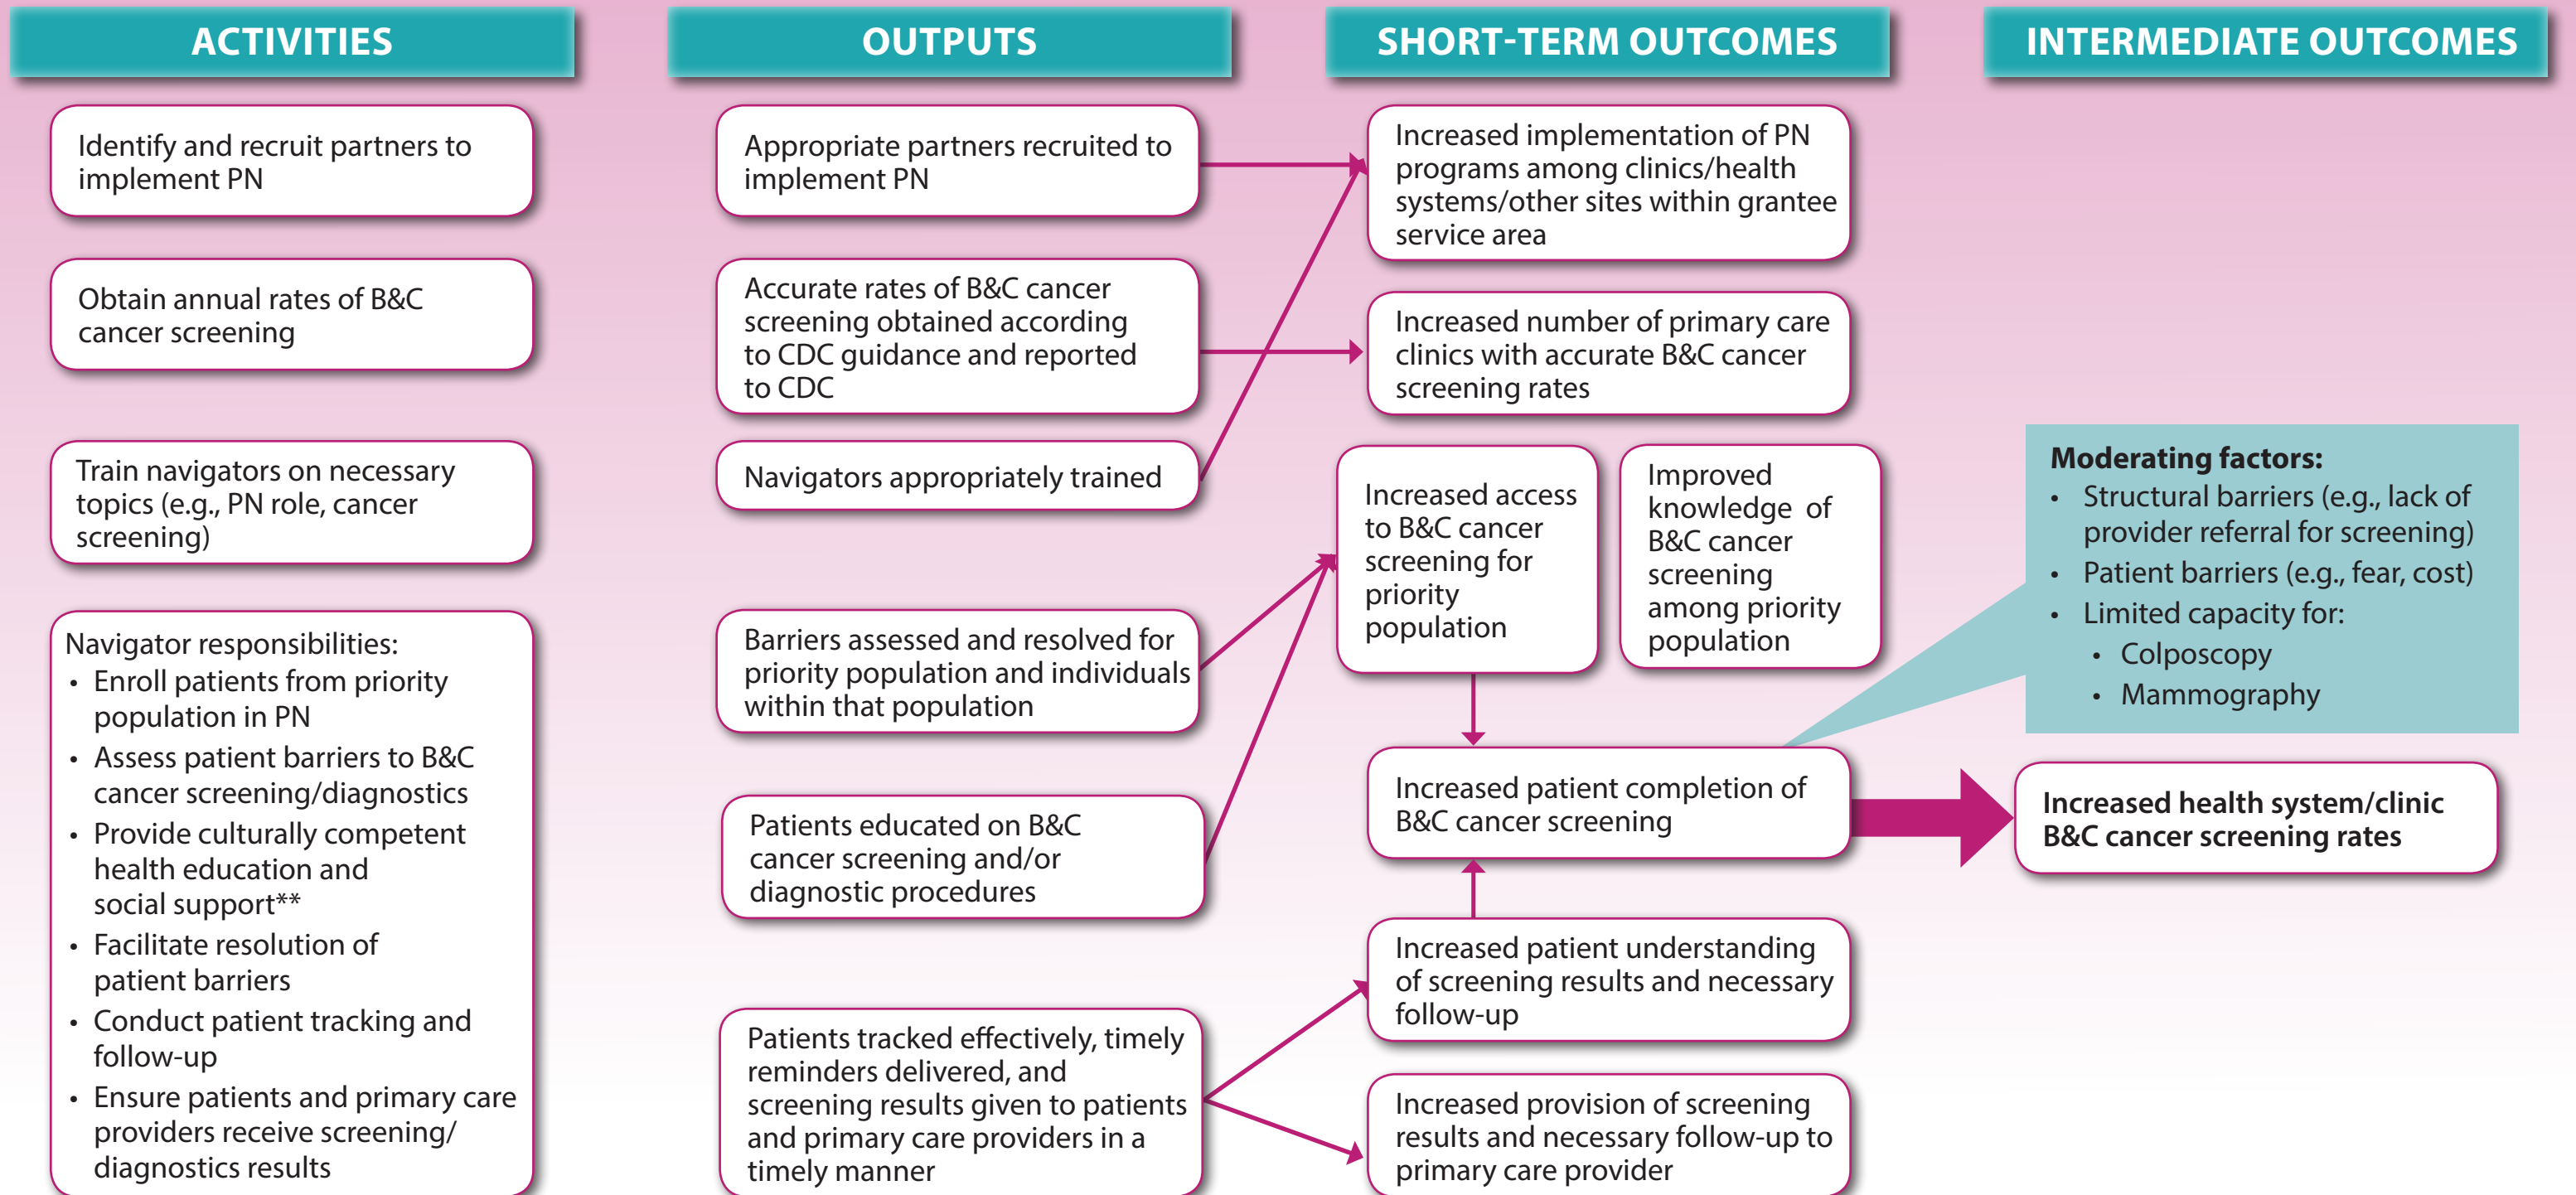 ACTIVITIES
Identify and recruit partners to
implement PN
Obtain annual rates of B&C
cancer screening
Train navigators on necessary
topics (e.g., PN role, cancer
screening)
Navigator responsibilities:
• Enroll patients from priority
population in PN
• Assess patient barriers to B&C
cancer screening/diagnostics
• Provide culturally competent
health education and
social support**
• Facilitate resolution of
patient barriers
• Conduct patient tracking and
follow-up
• Ensure patients and primary care
providers receive screening/
diagnostics results
OUTPUTS
Appropriate partners recruited to
implement PN
Accurate rates of B&C cancer
screening obtained according
to CDC guidance and reported
to CDC
Navigators appropriately trained
Barriers assessed and resolved for
priority population and individuals
within that population
Patients educated on B&C
cancer screening and/or
diagnostic procedures
Patients tracked effectively, timely
reminders delivered, and
screening results given to patients
and primary care providers in a
timely manner
SHORT-TERM OUTCOMES
Increased implementation of PN
programs among clinics/health
systems/other sites within grantee
service area
Increased number of primary care
clinics with accurate B&C cancer
screening rates
Increased access
to B&C cancer
screening for
priority
population
Improved
knowledge of
B&C cancer
screening
among priority
population
Increased patient completion of
B&C cancer screening
Increased patient understanding
of screening results and necessary
follow-up
Increased provision of screening
results and necessary follow-up to
primary care provider
INTERMEDIATE OUTCOMES
Moderating factors:
• Structural barriers (e.g., lack of
provider referral for screening)
• Patient barriers (e.g., fear, cost)
• Limited capacity for:
• Colposcopy
• Mammography
Increased health system/clinic
B&C cancer screening rates